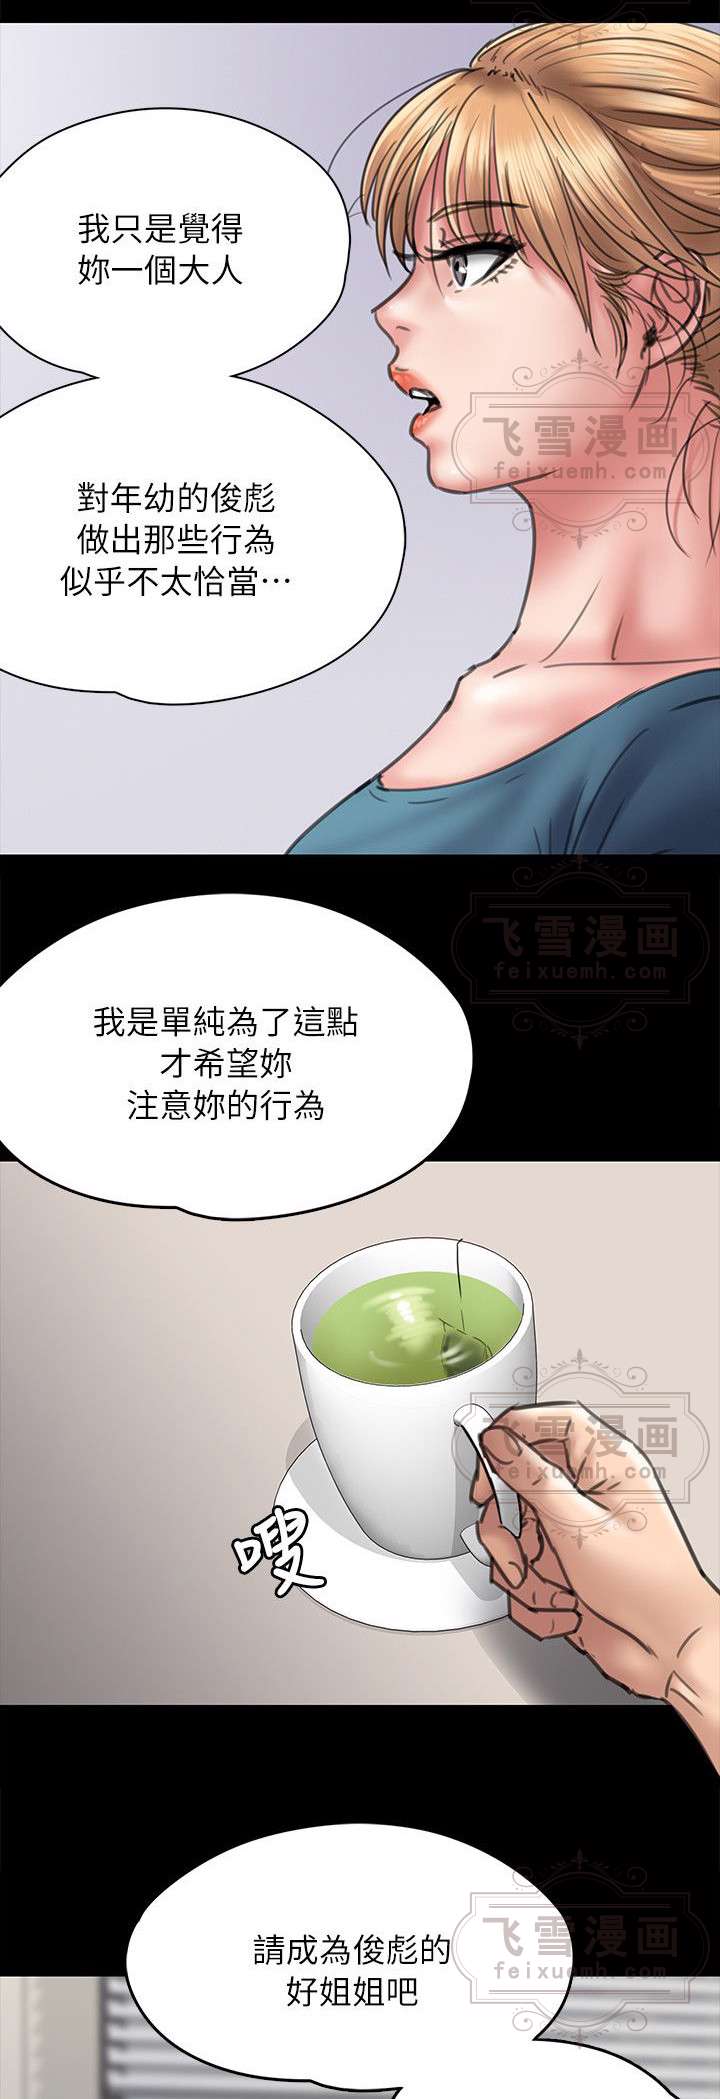 我只是覺得
妳一個大人
飞雪漫画
feixuemh.com
對年幼的俊彪
做出那些行為
似乎不太恰當…
飞雪漫画
feixuemh.com
我是單純為了這點
才希望妳
注意妳的行為
飞雪漫画
feixuemh.com
嗖
請成為俊彪的
好姐姐吧
飞雪漫画
feixuemh.com